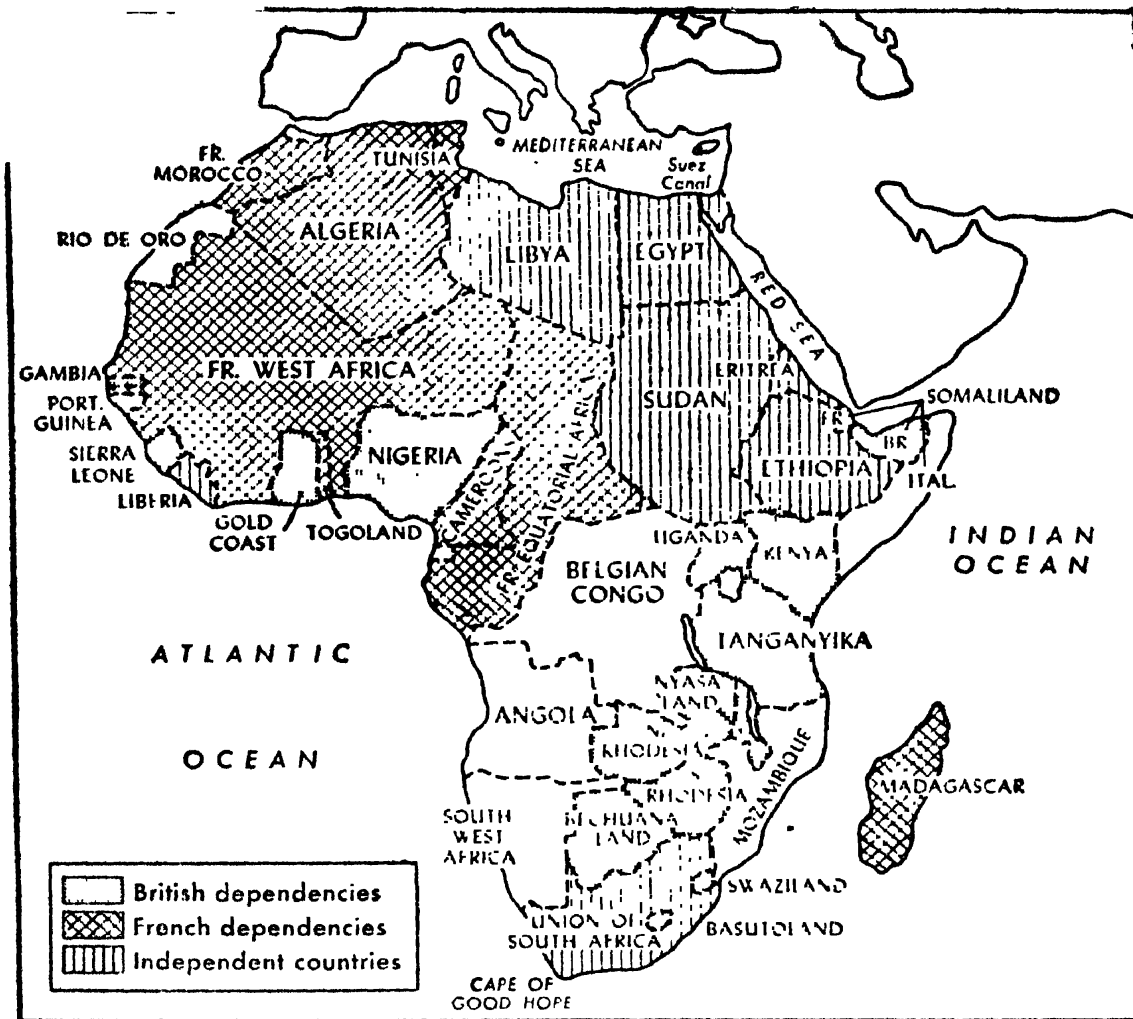 MEDITERRANEAN
SEA
Suez
Canal
FR.
MOROCCO
TUNISIA
RIO DE ORO
ALGERIA
LIBYA
EGYPT
RED SEA
GAMBIA
PORT.
GUINEA
SIERRA
LEONE
LIBERIA
FR. WEST AFRICA
GOLD
COAST
TOGOLAND
NIGERIA
CAMEROON
FR. EQUATORIAL AFRICA
SUDAN
ERITREA
ETHIOPIA
SOMALILAND
FR.
BR.
ITAL.
UGANDA
KENYA
BELGIAN
CONGO
TANGANYIKA
INDIAN
OCEAN
ATLANTIC
OCEAN
ANGOLA
NYASA
LAND
RHODESIA
RHODESIA
MOZAMBIQUE
MADAGASCAR
SOUTH
WEST
AFRICA
BECHUANA
LAND
SWAZILAND
UNION OF
SOUTH AFRICA
BASUTOLAND
CAPE OF
GOOD HOPE
British dependencies
French dependencies
Independent countries